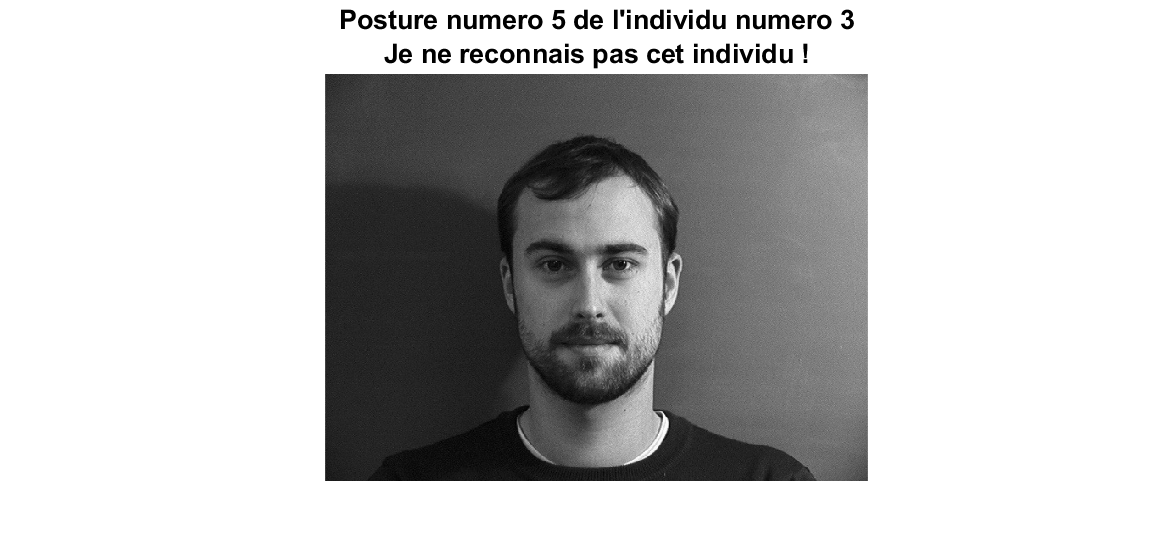 Posture numero 5 de l'individu numero 3
Je ne reconnais pas cet individu !